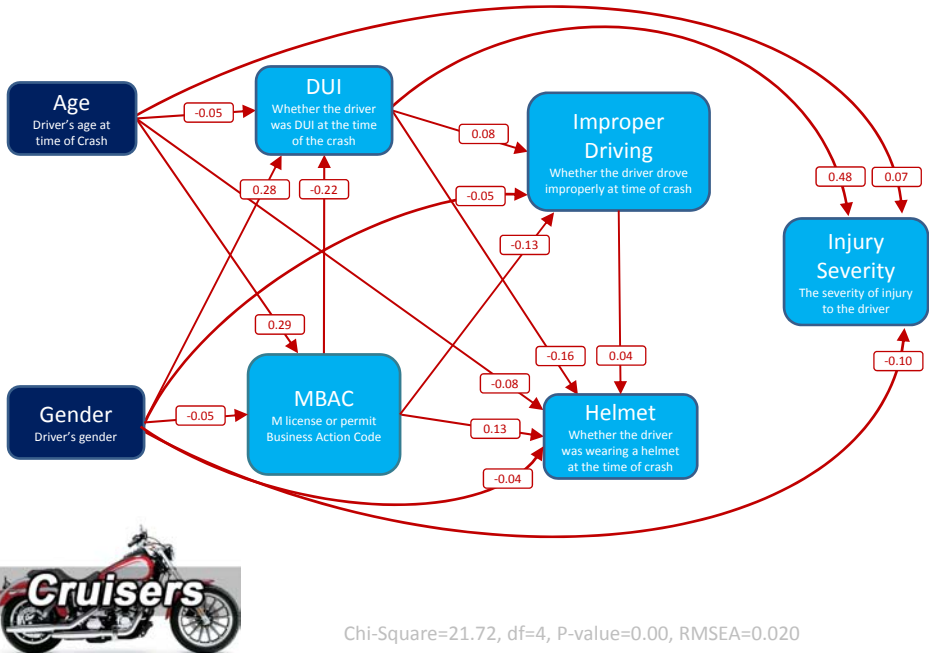 Age
Driver's age at
time of Crash
-0.05
DUI
Whether the driver
was DUI at the time
of the crash
0.08
Improper
Driving
Whether the driver drove
improperly at time of crash
0.48
0.07
0.28
-0.22
-0.05
-0.13
Injury
Severity
The severity of injury
to the driver
0.29
-0.16
0.04
-0.10
-0.08
Gender
Driver's gender
-0.05
MBAC
M license or permit
Business Action Code
0.13
Helmet
Whether the driver
was wearing a helmet
at the time of crash
-0.04
Cruisers
Chi-Square=21.72, df=4, P-value=0.00, RMSEA=0.020